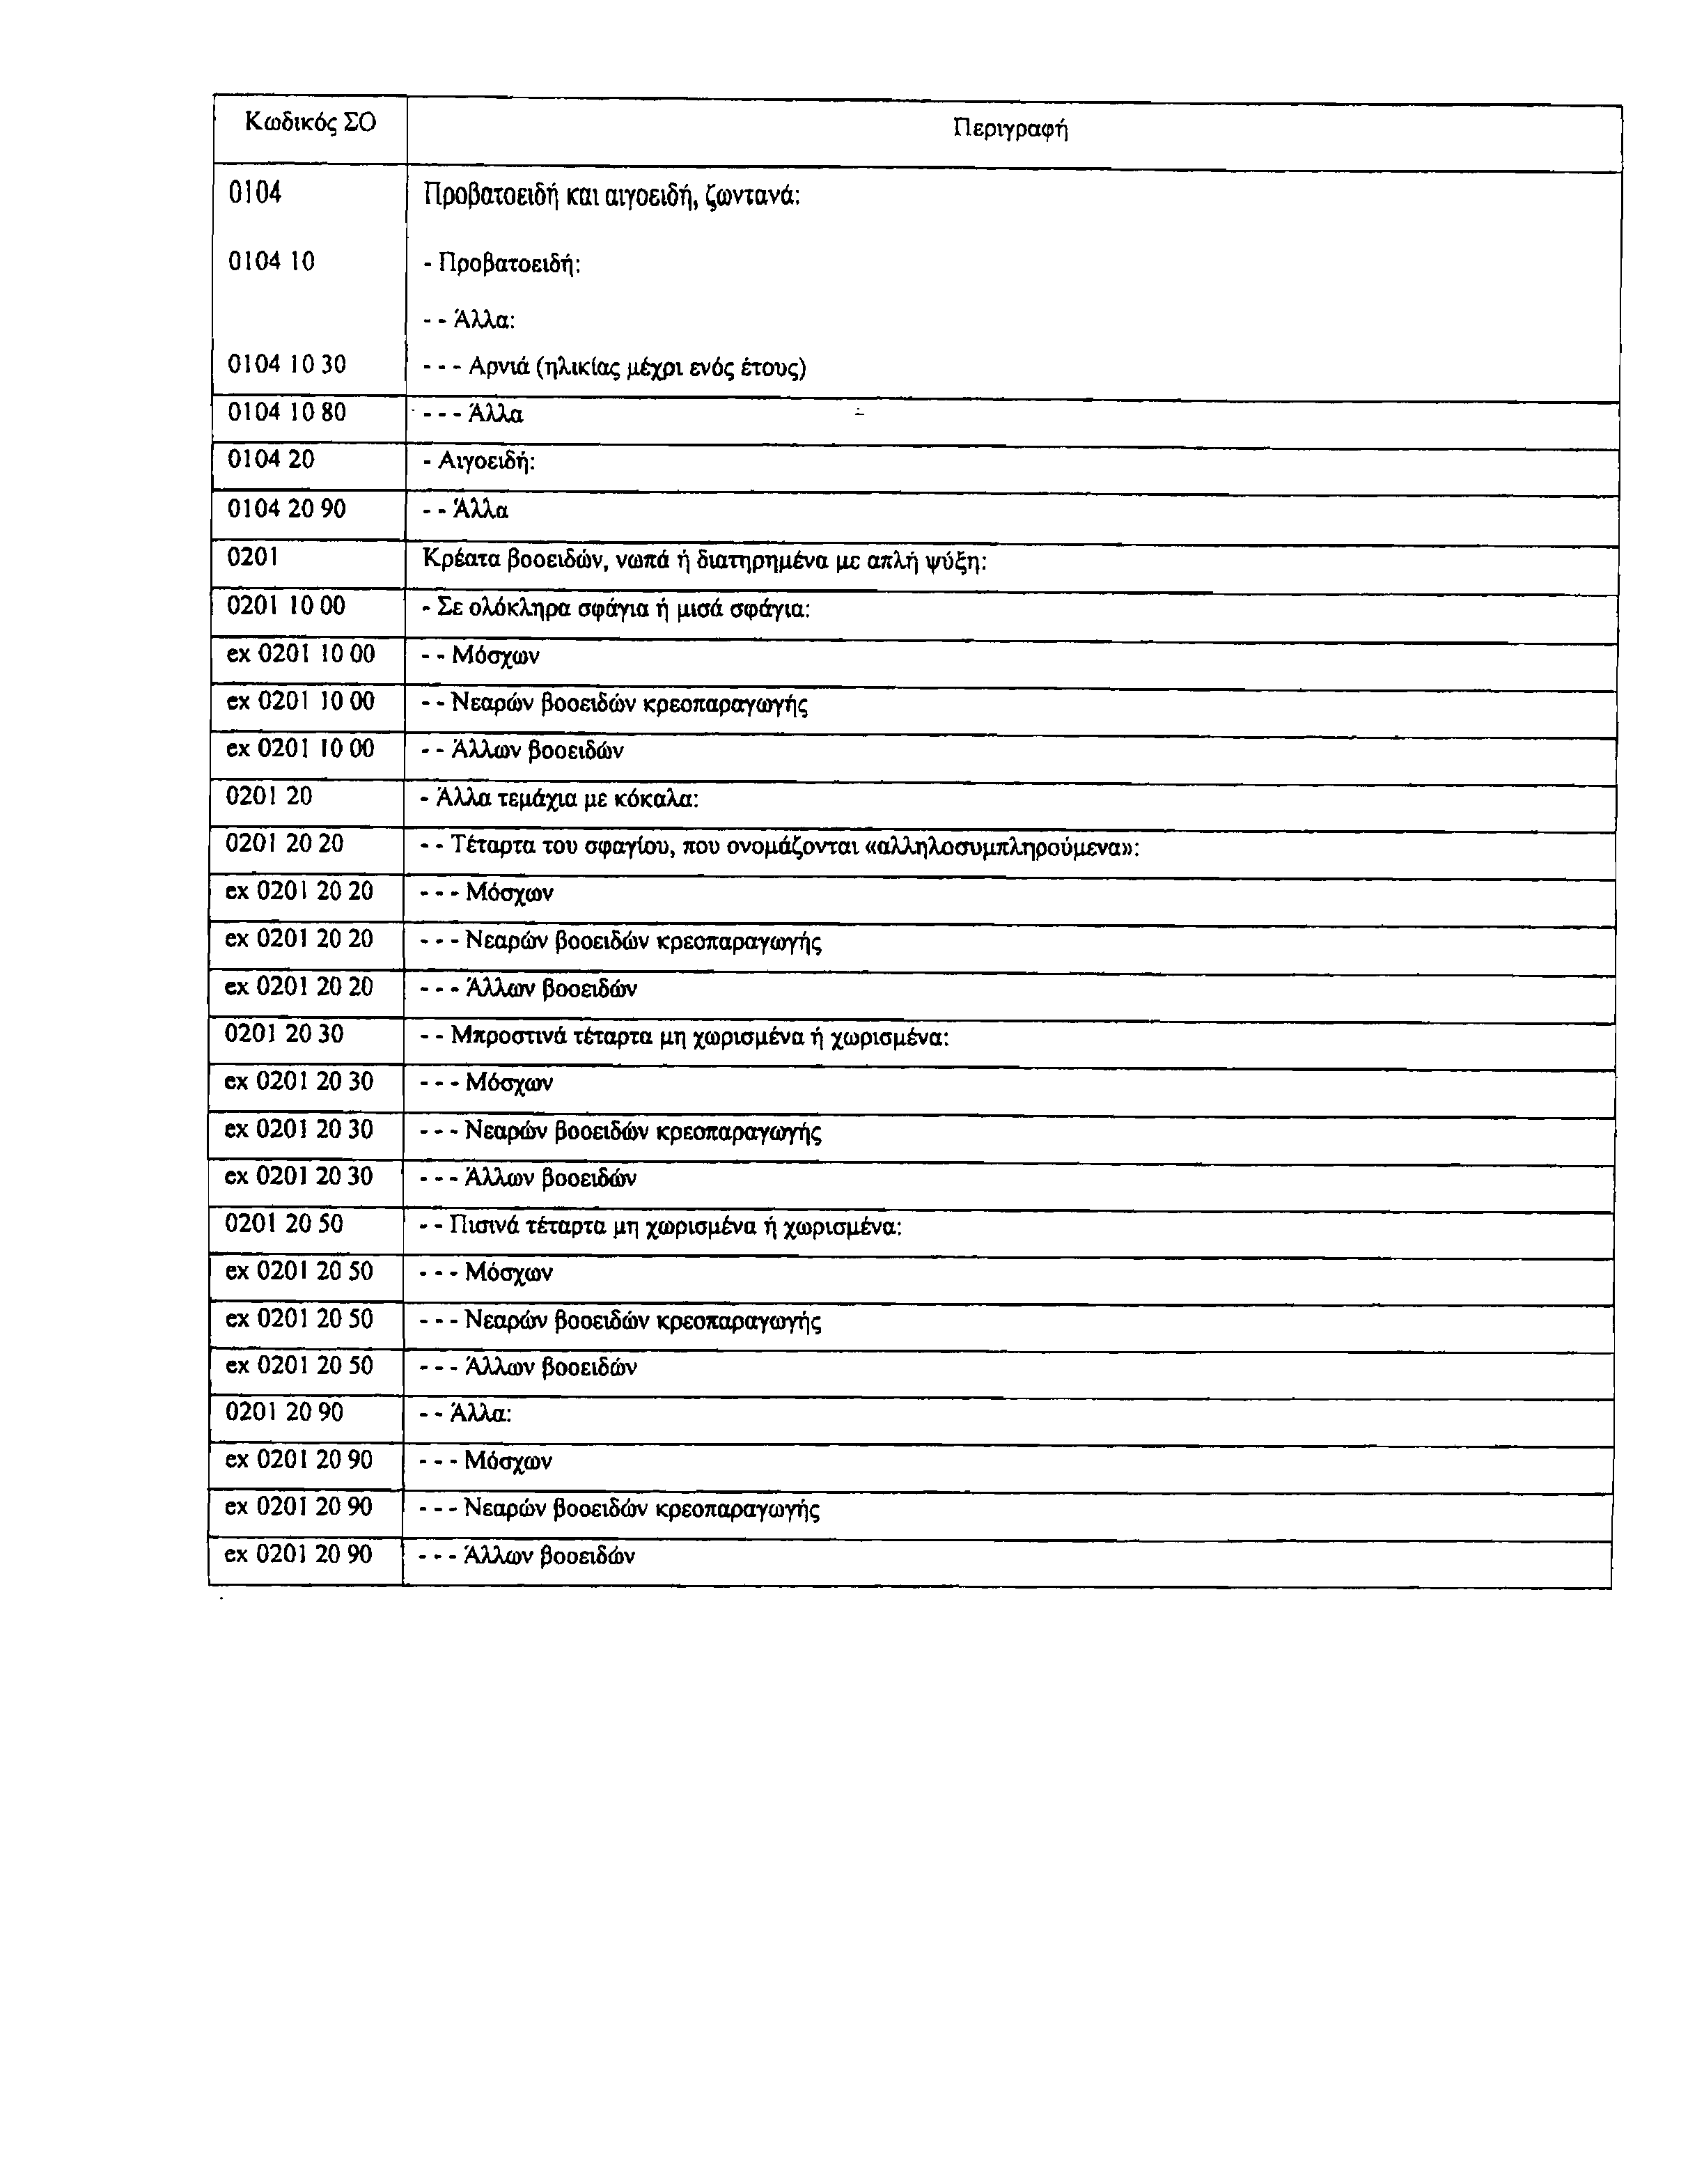 Κωδικός ΣΟ Περιγραφή
0104 Προβατοειδή και αιγοειδή, ζωντανά:
0104 10 - Προβατοειδή:
- - Άλλα:
0104 10 30 - - - Αρνιά (ηλικίας μέχρι ενός έτους)
0104 10 80 - - - Άλλα
0104 20 - Αιγοειδή:
0104 20 90 - - Άλλα
0201 Κρέατα βοοειδών, νωπά ή διατηρημένα με απλή ψύξη:
0201 10 00 - Σε ολόκληρα σφάγια ή μισά σφάγια:
ex 0201 10 00 - - Μόσχων
ex 0201 10 00 - - Νεαρών βοοειδών κρεοπαραγωγής
ex 0201 10 00 - - Άλλων βοοειδών
0201 20 - Άλλα τεμάχια με κόκαλα:
0201 20 20 - - Τέταρτα του σφαγίου, που ονομάζονται «αλληλοσυμπληρούμενα»:
ex 0201 20 20 - - - Μόσχων
ex 0201 20 20 - - - Νεαρών βοοειδών κρεοπαραγωγής
ex 0201 20 20 - - - Άλλων βοοειδών
0201 20 30 - - Μπροστινά τέταρτα μη χωρισμένα ή χωρισμένα:
ex 0201 20 30 - - - Μόσχων
ex 0201 20 30 - - - Νεαρών βοοειδών κρεοπαραγωγής
ex 0201 20 30 - - - Άλλων βοοειδών
0201 20 50 - - Πισινά τέταρτα μη χωρισμένα ή χωρισμένα:
ex 0201 20 50 - - - Μόσχων
ex 0201 20 50 - - - Νεαρών βοοειδών κρεοπαραγωγής
ex 0201 20 50 - - - Άλλων βοοειδών
0201 20 90 - - Άλλα:
ex 0201 20 90 - - - Μόσχων
ex 0201 20 90 - - - Νεαρών βοοειδών κρεοπαραγωγής
ex 0201 20 90 - - - Άλλων βοοειδών